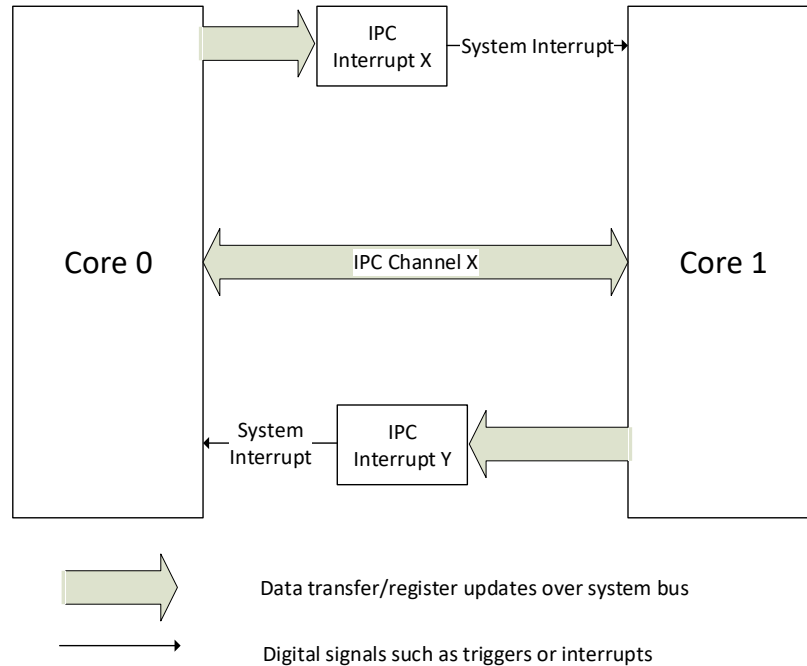 IPC
Interrupt X
System Interrupt
Core 0
IPC Channel X
Core 1
System
Interrupt
IPC
Interrupt Y
Data transfer/register updates over system bus
Digital signals such as triggers or interrupts